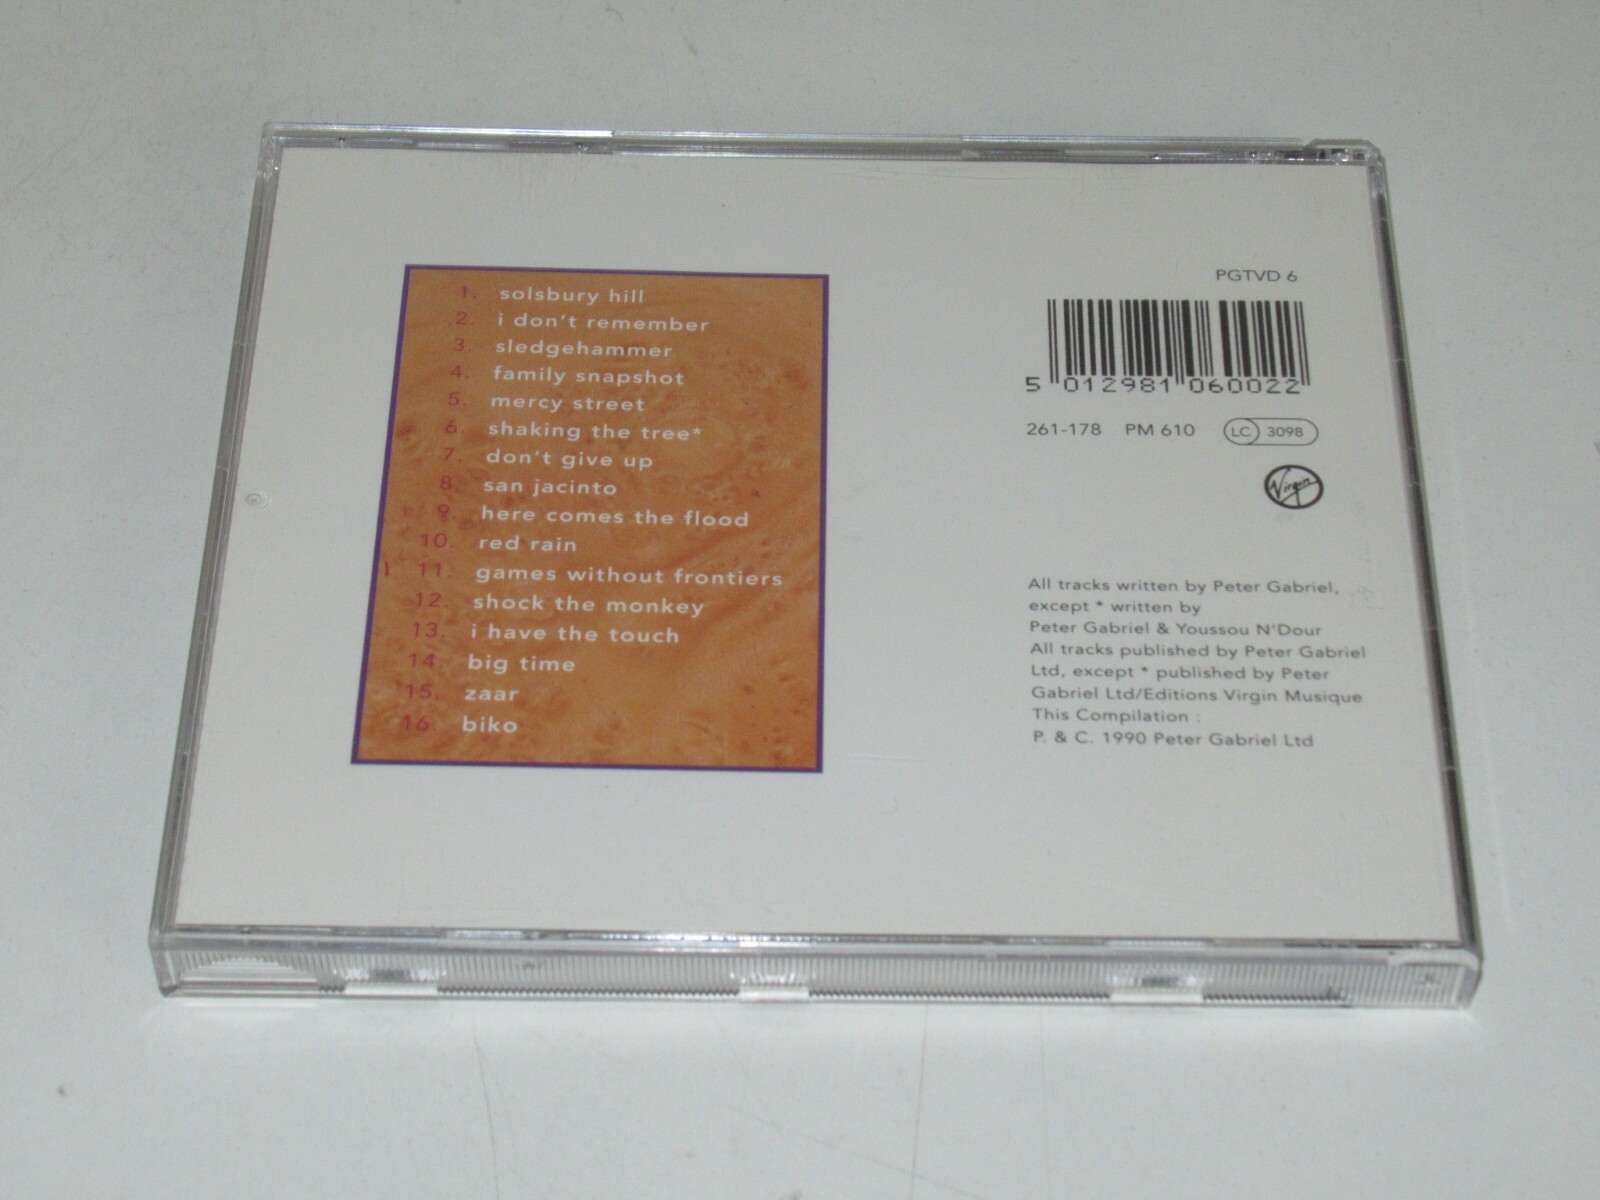 1. solsbury hill
2. i don't remember
3. sledgehammer
4. family snapshot
5. mercy street
6. shaking the tree*
7. don't give up
8. san jacinto
9. here comes the flood
10. red rain
11. games without frontiers
12. shock the monkey
13. i have the touch
14. big time
15. zaar
16. biko
PGTVD 6
5 012981 060022
261-178 PM 610 LC 3098
Virgin
All tracks written by Peter Gabriel,
except * written by
Peter Gabriel & Youssou N'Dour
All tracks published by Peter Gabriel
Ltd, except * published by Peter
Gabriel Ltd/Editions Virgin Musique
This Compilation :
P. & C. 1990 Peter Gabriel Ltd